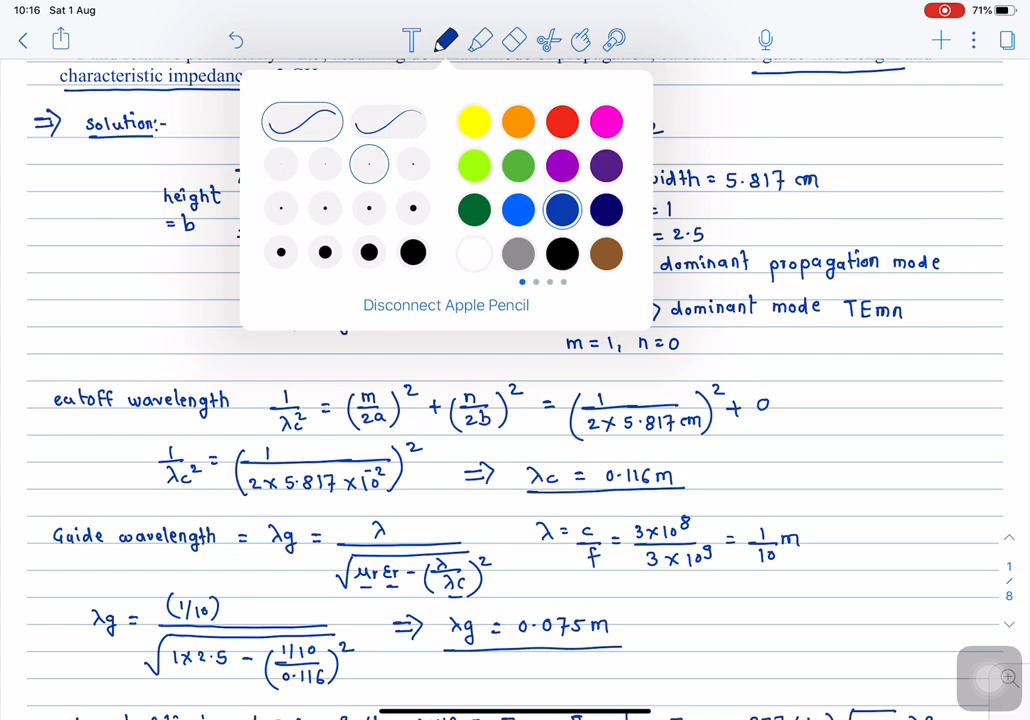 10:16 Sat 1 Aug 71%
characteristic impedance
⇒ solution:-
width = 5.817 cm
height = 1
= b = 2.5
dominant propagation mode
dominant mode TEmn
m = 1, n = 0
Disconnect Apple Pencil
cutoff wavelength 1/λc² = (m/2a)² + (n/2b)² = (1/2×5.817cm)² + 0
1/λc² = (1/2×5.817×10⁻²)² ⇒ λc = 0.116m
Guide wavelength = λg = λ/√μrεr - (λ/λc)² λ = c/f = 3×10⁸/3×10⁹ = 1/10 m
λg = (1/10)/√1×2.5 - (1/10/0.116)² ⇒ λg = 0.075m
1
/
8